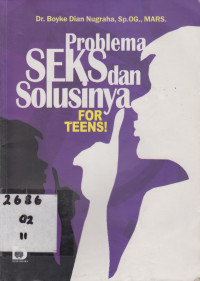 Dr. Boyke Dian Nugraha, Sp.OG., MARS.
Problema
SEKS dan
Solusinya
FOR
TEENS!
2686
02
11